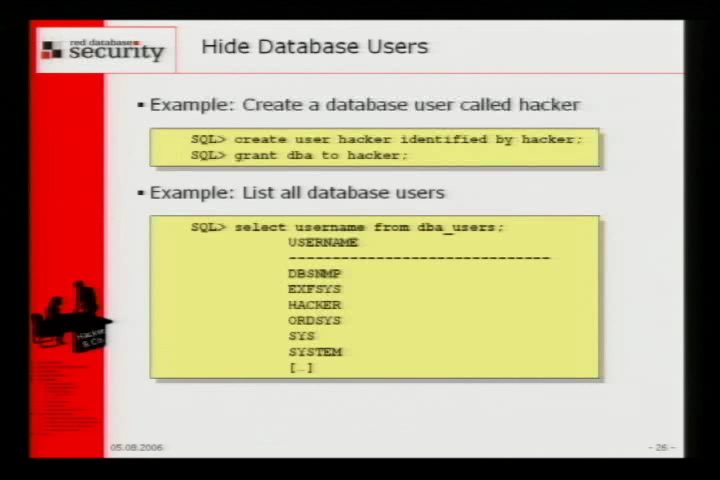 red database
security
Hide Database Users
▪ Example: Create a database user called hacker
SQL> create user hacker identified by hacker;
SQL> grant dba to hacker;
▪ Example: List all database users
SQL> select username from dba_users;
USERNAME
------------------------------
DBSNMP
EXFSYS
HACKER
ORDSYS
SYS
SYSTEM
[…]
Hacker
& Co.
05.08.2006
- 26 -